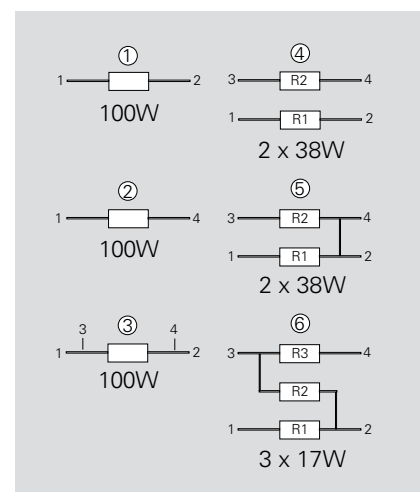 ①
1 2
100W
②
1 4
100W
③
3 4
1 2
100W
④
3 R2 4
1 R1 2
2 x 38W
⑤
3 R2 4
1 R1 2
2 x 38W
⑥
3 R3 4
R2
1 R1 2
3 x 17W